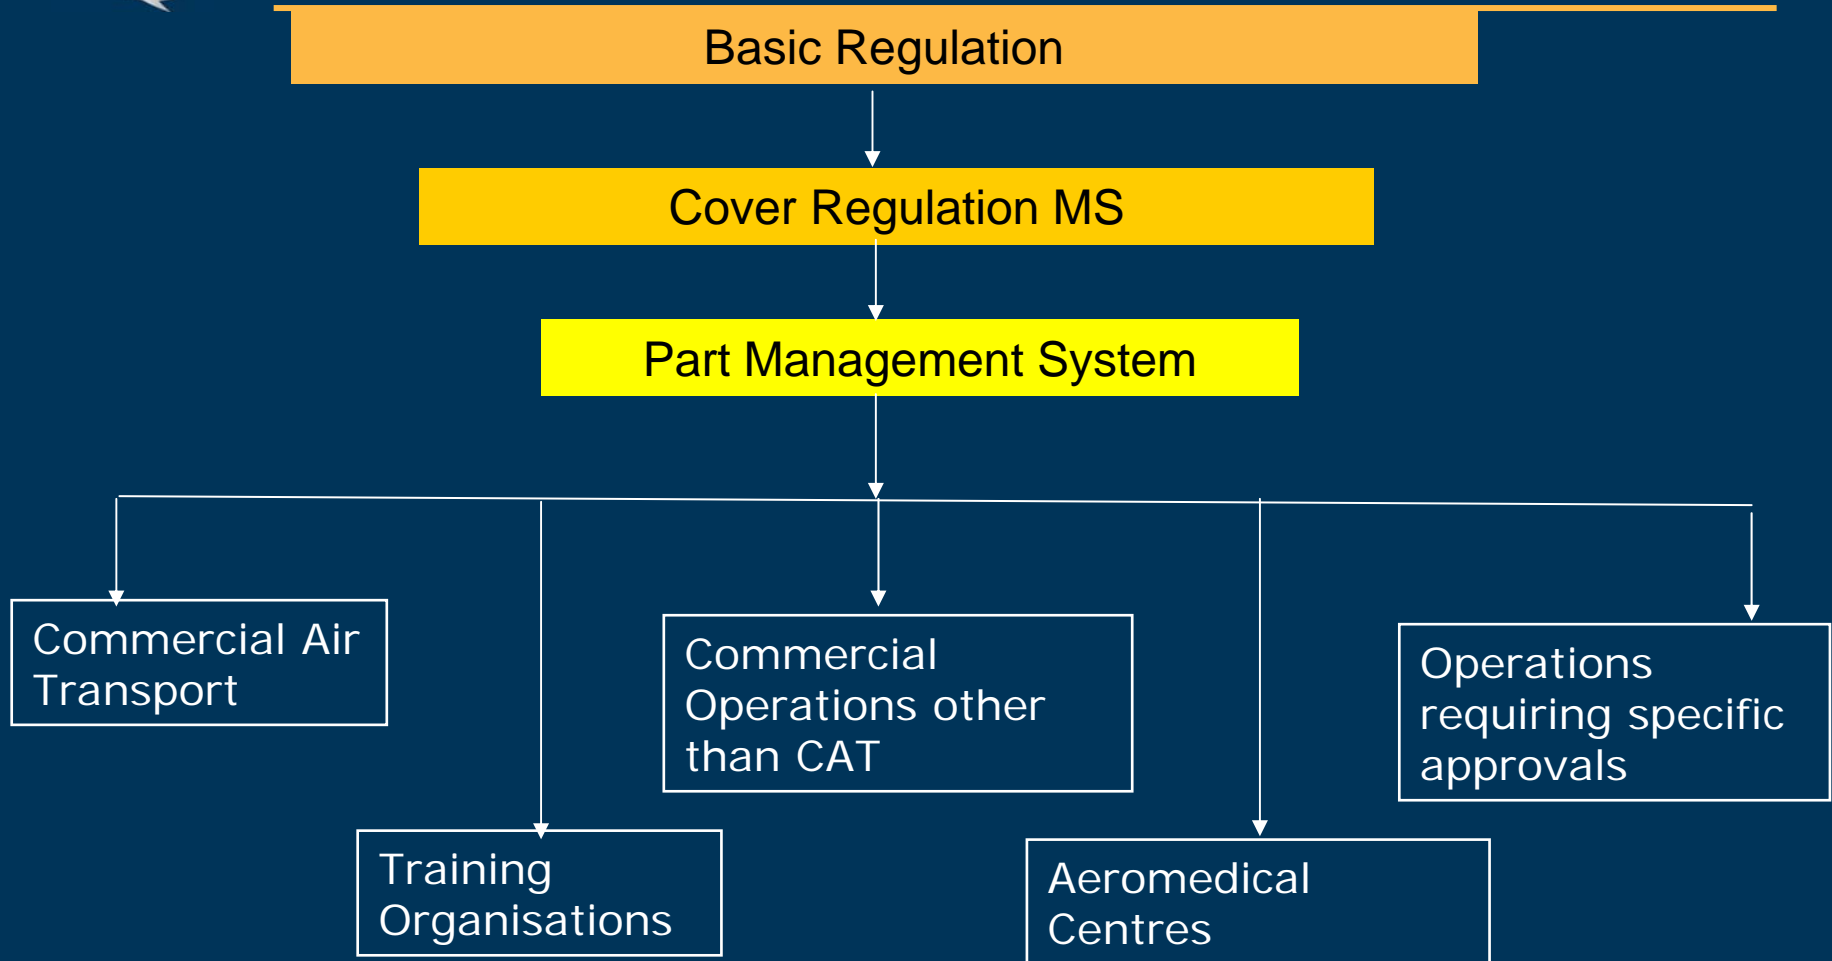 Basic Regulation
Cover Regulation MS
Part Management System
Commercial Air
Transport
Commercial
Operations other
than CAT
Operations
requiring specific
approvals
Training
Organisations
Aeromedical
Centres